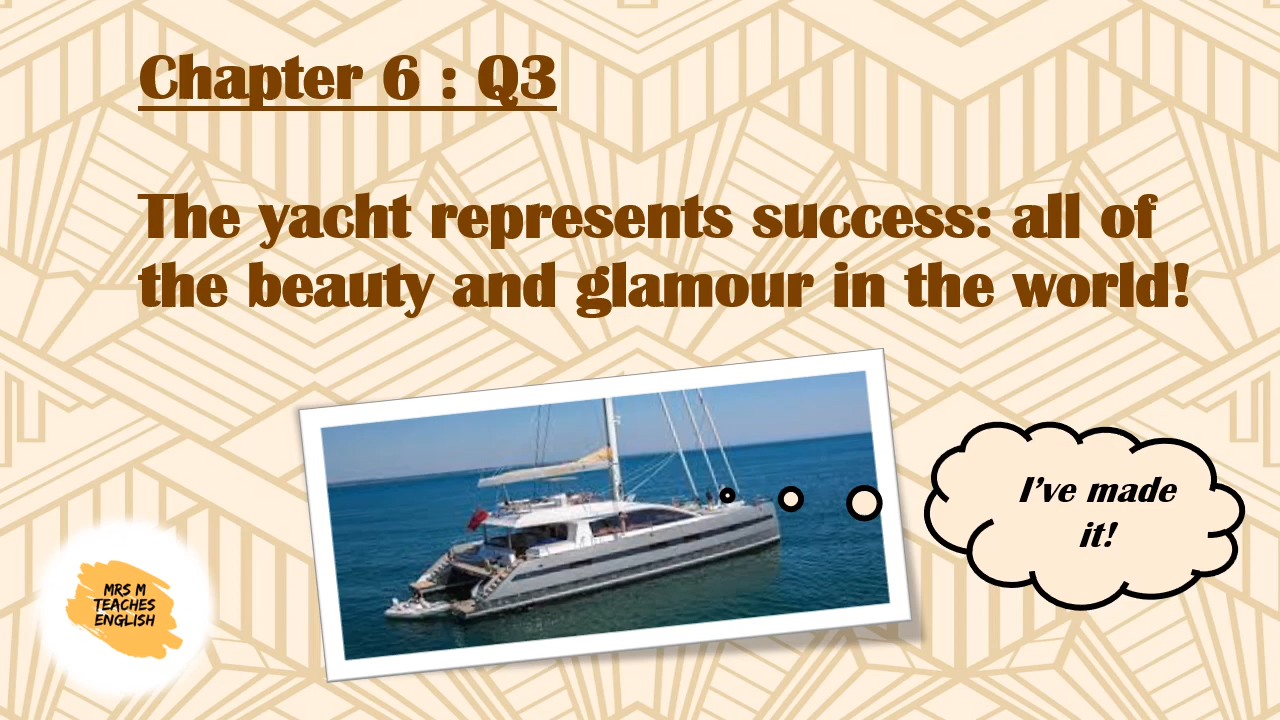 Chapter 6 : Q3
The yacht represents success: all of
the beauty and glamour in the world!
I've made
it!
MRS M
TEACHES
ENGLISH